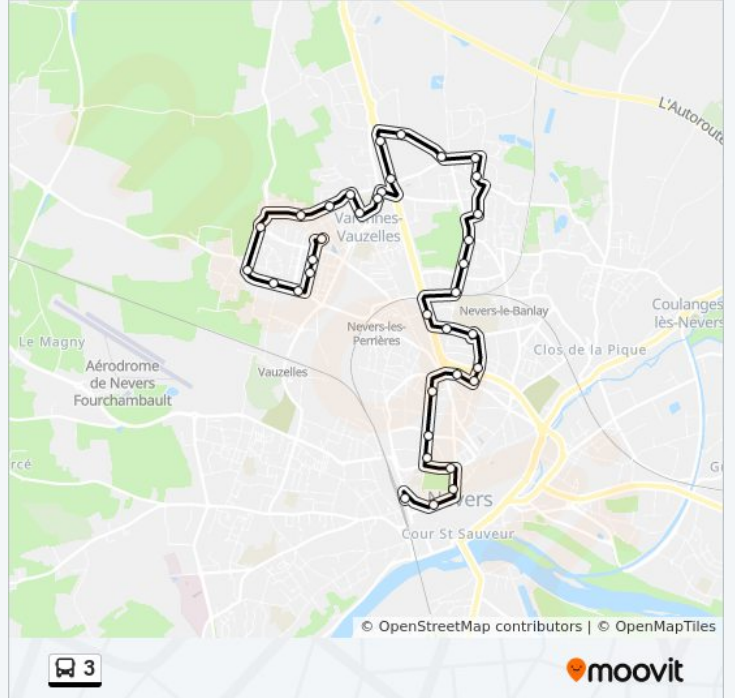 L'Autoroute
Varennes-
Vauzelles
Nevers-le-Banlay
Coulanges-
lès-Nevers
Nevers-les-
Perrières
Clos de la Pique
Le Magny
Aérodrome
de Nevers
Fourchambault
Vauzelles
rcé
G
Nevers
Cour St Sauveur
© OpenStreetMap contributors | © OpenMapTiles
3
moovit